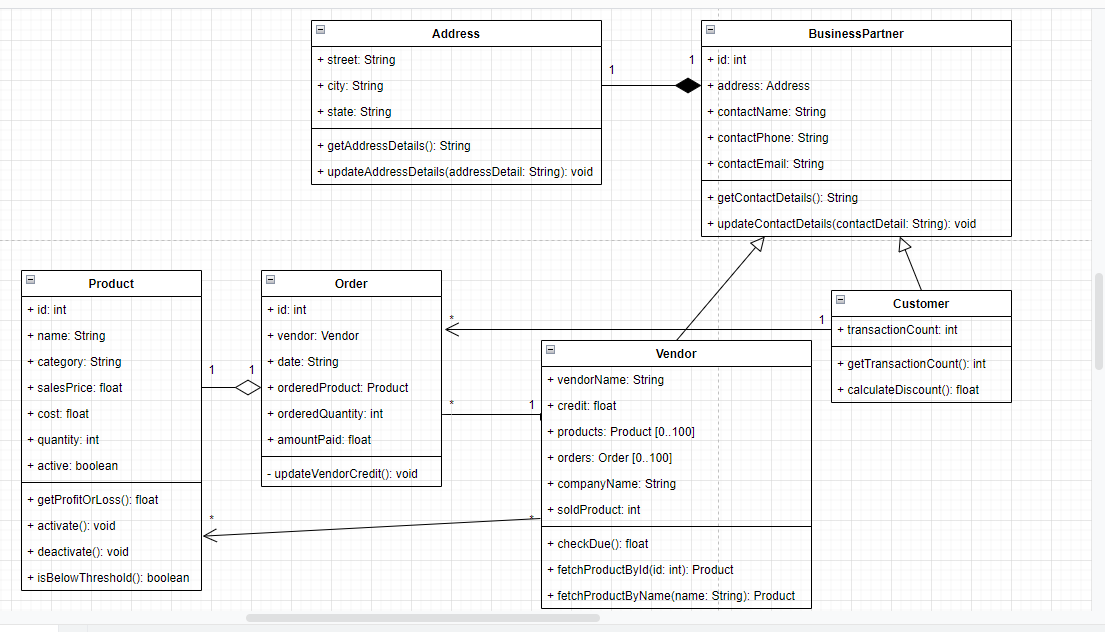 Address
+ street: String
+ city: String
+ state: String
+ getAddressDetails(): String
+ updateAddressDetails(addressDetail: String): void
1
1
BusinessPartner
+ id: int
+ address: Address
+ contactName: String
+ contactPhone: String
+ contactEmail: String
+ getContactDetails(): String
+ updateContactDetails(contactDetail: String): void
Product
+ id: int
+ name: String
+ category: String
+ salesPrice: float
+ cost: float
+ quantity: int
+ active: boolean
+ getProfitOrLoss(): float
+ activate(): void
+ deactivate(): void
+ isBelowThreshold(): boolean
1
1
Order
+ id: int
+ vendor: Vendor
+ date: String
+ orderedProduct: Product
+ orderedQuantity: int
+ amountPaid: float
- updateVendorCredit(): void
*
1
*
1
*
*
Vendor
+ vendorName: String
+ credit: float
+ products: Product [0..100]
+ orders: Order [0..100]
+ companyName: String
+ soldProduct: int
+ checkDue(): float
+ fetchProductById(id: int): Product
+ fetchProductByName(name: String): Product
Customer
+ transactionCount: int
+ getTransactionCount(): int
+ calculateDiscount(): float